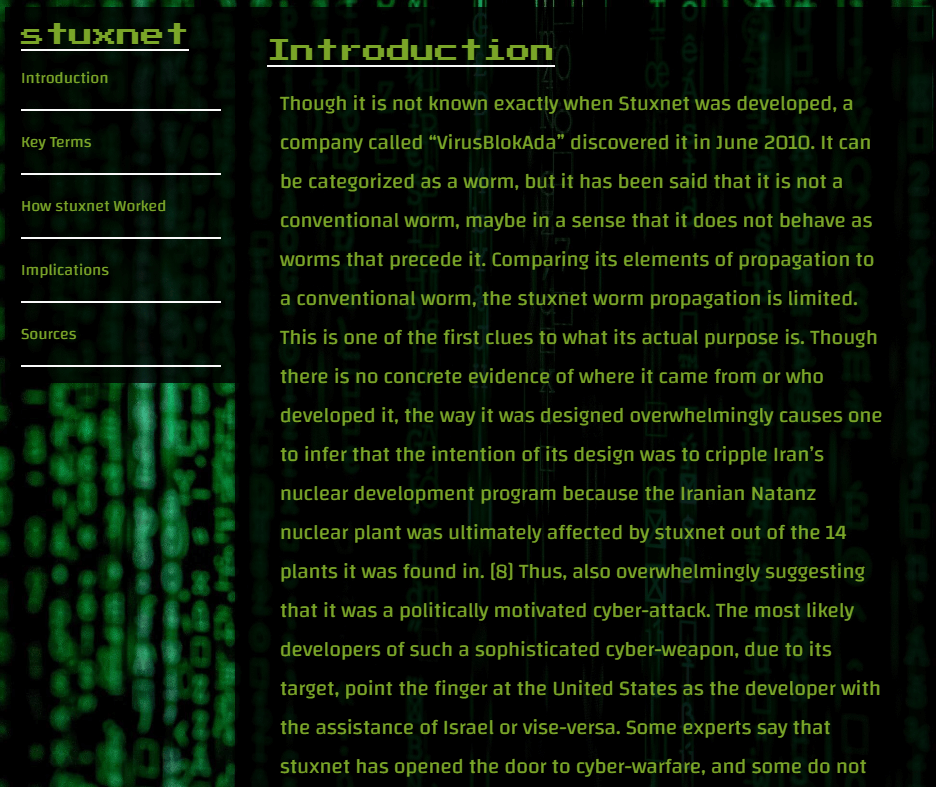 stuxnet
Introduction
Key Terms
How stuxnet Worked
Implications
Sources
Introduction
Though it is not known exactly when Stuxnet was developed, a
company called “VirusBlokAda” discovered it in June 2010. It can
be categorized as a worm, but it has been said that it is not a
conventional worm, maybe in a sense that it does not behave as
worms that precede it. Comparing its elements of propagation to
a conventional worm, the stuxnet worm propagation is limited.
This is one of the first clues to what its actual purpose is. Though
there is no concrete evidence of where it came from or who
developed it, the way it was designed overwhelmingly causes one
to infer that the intention of its design was to cripple Iran’s
nuclear development program because the Iranian Natanz
nuclear plant was ultimately affected by stuxnet out of the 14
plants it was found in. [8] Thus, also overwhelmingly suggesting
that it was a politically motivated cyber-attack. The most likely
developers of such a sophisticated cyber-weapon, due to its
target, point the finger at the United States as the developer with
the assistance of Israel or vise-versa. Some experts say that
stuxnet has opened the door to cyber-warfare, and some do not